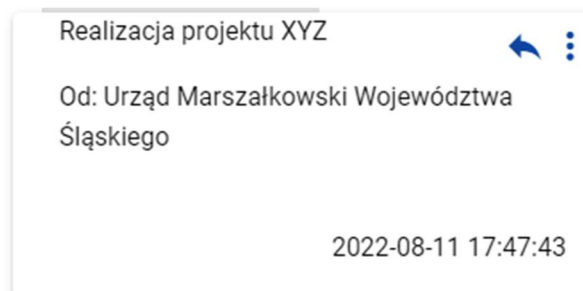 Realizacja projektu XYZ
Od: Urząd Marszałkowski Województwa
Śląskiego
2022-08-11 17:47:43